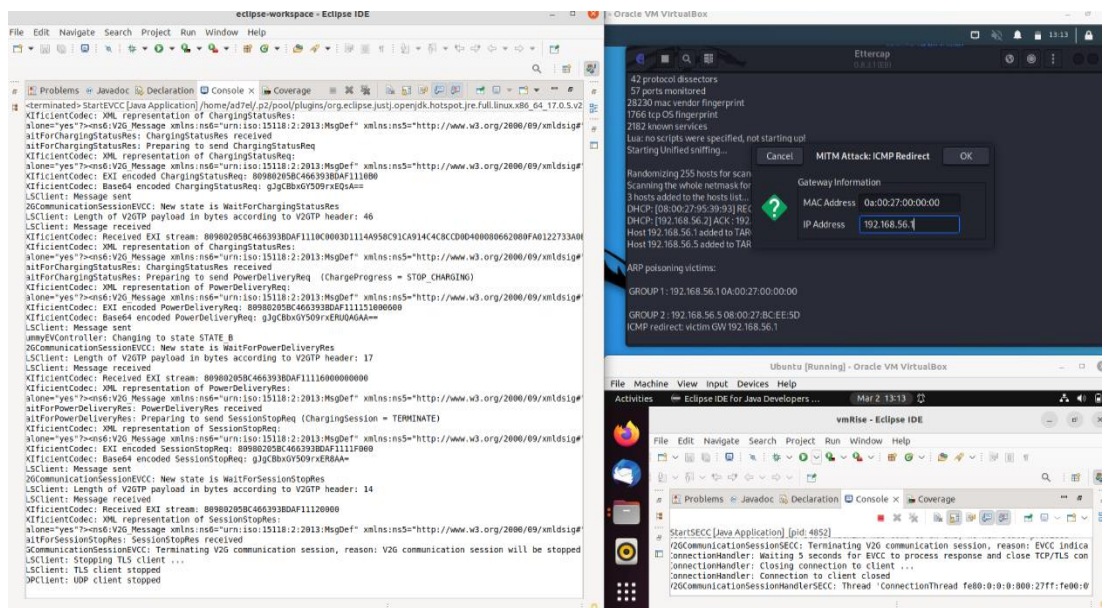 eclipse-workspace - Eclipse IDE
File Edit Navigate Search Project Run Window Help
Problems Javadoc Declaration Console Coverage
<terminated> StartEVCC [Java Application] /home/ad7el/.p2/pool/plugins/org.eclipse.justj.openjdk.hotspot.jre.full.linux.x86_64_17.0.5.v2
XIficientCodec: XML representation of ChargingStatusRes:
alone="yes"?><ns6:V2G_Message xmlns:ns6="urn:iso:15118:2:2013:MsgDef" xmlns:ns5="http://www.w3.org/2000/09/xmldsig#
aitForChargingStatusRes: ChargingStatusRes received
aitForChargingStatusRes: Preparing to send ChargingStatusReq
XIficientCodec: XML representation of ChargingStatusReq:
alone="yes"?><ns6:V2G_Message xmlns:ns6="urn:iso:15118:2:2013:MsgDef" xmlns:ns5="http://www.w3.org/2000/09/xmldsig#
XIficientCodec: EXI encoded ChargingStatusReq: 80980205BC466393BDAF1110B0
XIficientCodec: Base64 encoded ChargingStatusReq: gJgCBbxGY5O9rxEQsA==
LSClient: Message sent
2GCommunicationSessionEVCC: New state is WaitForChargingStatusRes
LSClient: Length of V2GTP payload in bytes according to V2GTP header: 46
LSClient: Message received
XIficientCodec: XML representation of ChargingStatusRes:
alone="yes"?><ns6:V2G_Message xmlns:ns6="urn:iso:15118:2:2013:MsgDef" xmlns:ns5="http://www.w3.org/2000/09/xmldsig#
aitForChargingStatusRes: ChargingStatusRes received
aitForChargingStatusRes: Preparing to send PowerDeliveryReq (ChargeProgress = STOP_CHARGING)
XIficientCodec: XML representation of PowerDeliveryReq:
alone="yes"?><ns6:V2G_Message xmlns:ns6="urn:iso:15118:2:2013:MsgDef" xmlns:ns5="http://www.w3.org/2000/09/xmldsig#
XIficientCodec: EXI encoded PowerDeliveryReq: 80980205BC466393BDAF111151000600
XIficientCodec: Base64 encoded PowerDeliveryReq: gJgCBbxGY5O9rxERUQAGAA==
LSClient: Message sent
ummyEVController: Changing to state STATE_B
2GCommunicationSessionEVCC: New state is WaitForPowerDeliveryRes
LSClient: Length of V2GTP payload in bytes according to V2GTP header: 17
LSClient: Message received
XIficientCodec: Received EXI stream: 80980205BC466393BDAF11116000000000
XIficientCodec: XML representation of PowerDeliveryRes:
alone="yes"?><ns6:V2G_Message xmlns:ns6="urn:iso:15118:2:2013:MsgDef" xmlns:ns5="http://www.w3.org/2000/09/xmldsig#
aitForPowerDeliveryRes: PowerDeliveryRes received
aitForPowerDeliveryRes: Preparing to send SessionStopReq (ChargingSession = TERMINATE)
XIficientCodec: XML representation of SessionStopReq:
alone="yes"?><ns6:V2G_Message xmlns:ns6="urn:iso:15118:2:2013:MsgDef" xmlns:ns5="http://www.w3.org/2000/09/xmldsig#
XIficientCodec: EXI encoded SessionStopReq: 80980205BC466393BDAF1111F000
XIficientCodec: Base64 encoded SessionStopReq: gJgCBbxGY5O9rxER8AA=
LSClient: Message sent
2GCommunicationSessionEVCC: New state is WaitForSessionStopRes
LSClient: Length of V2GTP payload in bytes according to V2GTP header: 14
LSClient: Message received
XIficientCodec: Received EXI stream: 80980205BC466393BDAF11120000
XIficientCodec: XML representation of SessionStopRes:
alone="yes"?><ns6:V2G_Message xmlns:ns6="urn:iso:15118:2:2013:MsgDef" xmlns:ns5="http://www.w3.org/2000/09/xmldsig#
aitForSessionStopRes: SessionStopRes received
GCommunicationSessionEVCC: Terminating V2G communication session, reason: V2G communication session will be stopped
LSClient: Stopping TLS client ...
LSClient: TLS client stopped
DPClient: UDP client stopped
- Oracle VM VirtualBox
13:13
Ettercap
42 protocol dissectors
57 ports monitored
28230 mac vendor fingerprint
1766 tcp OS fingerprint
2182 known services
Lua: no scripts were specified, not starting up!
Starting Unified sniffing...
Randomizing 255 hosts for scan
Scanning the whole netmask for
3 hosts added to the hosts list...
DHCP: [08:00:27:95:39:93] REC
DHCP: [192.168.56.2] ACK : 192.
Host 192.168.56.1 added to TAR
Host 192.168.56.5 added to TAR
ARP poisoning victims:
GROUP 1 : 192.168.56.1 0A:00:27:00:00:00
GROUP 2 : 192.168.56.5 08:00:27:BC:EE:5D
ICMP redirect: victim GW 192.168.56.1
Cancel MITM Attack: ICMP Redirect OK
Gateway Information
MAC Address 0a:00:27:00:00:00
IP Address 192.168.56.1
Ubuntu [Running] - Oracle VM VirtualBox
File Machine View Input Devices Help
Activities Eclipse IDE for Java Developers ... Mar 2 13:13
vmRise - Eclipse IDE
File Edit Navigate Search Project Run Window Help
Problems Javadoc Declaration Console Coverage
StartSECC [Java Application] [pid: 4852]
V2GCommunicationSessionSECC: Terminating V2G communication session, reason: EVCC indica
ConnectionHandler: Waiting 5 seconds for EVCC to process response and close TCP/TLS con
ConnectionHandler: Closing connection to client ...
ConnectionHandler: Connection to client closed
V2GCommunicationSessionHandlerSECC: Thread 'ConnectionThread fe80:0:0:0:800:27ff:fe00:0